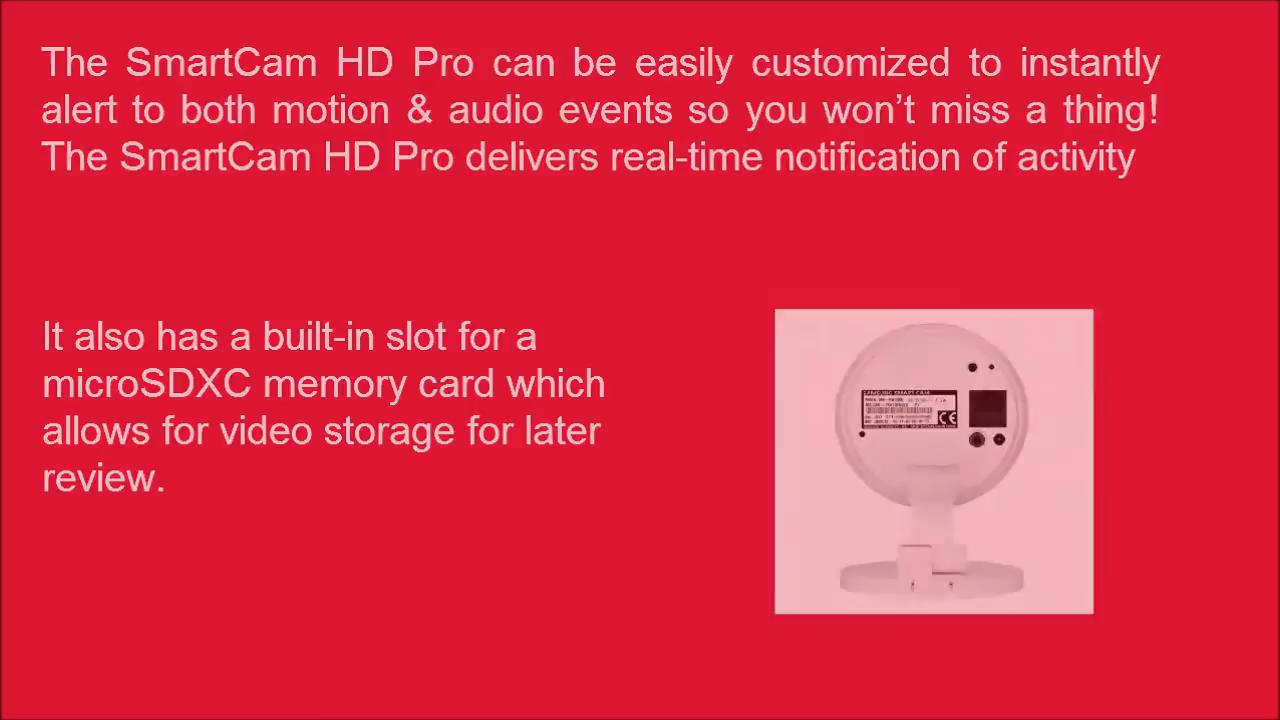 The SmartCam HD Pro can be easily customized to instantly
alert to both motion & audio events so you won’t miss a thing!
The SmartCam HD Pro delivers real-time notification of activity
It also has a built-in slot for a
microSDXC memory card which
allows for video storage for later
review.
CE